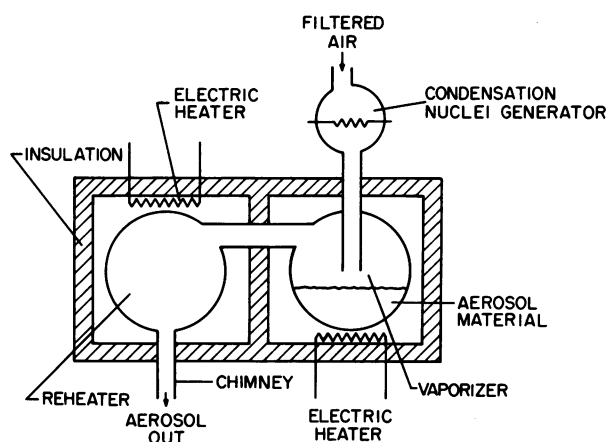 FILTERED
AIR
ELECTRIC
HEATER
CONDENSATION
NUCLEI GENERATOR
INSULATION
AEROSOL
MATERIAL
CHIMNEY
VAPORIZER
REHEATER
AEROSOL
OUT
ELECTRIC
HEATER